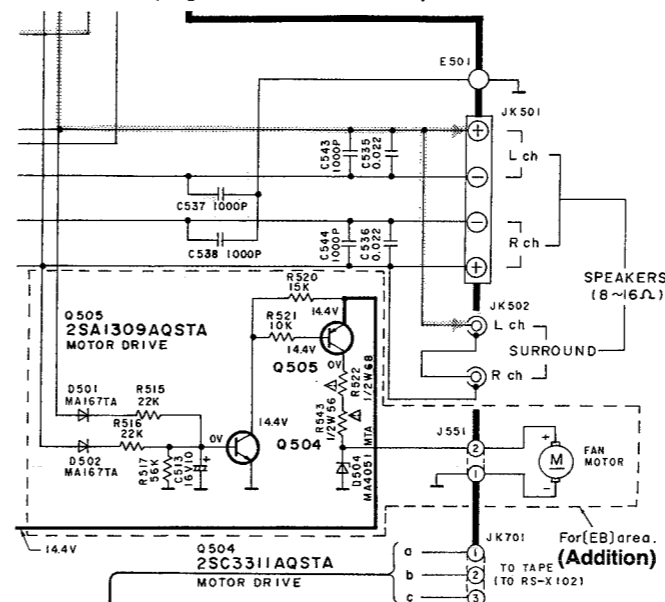 E501
JK501
+
L ch
−
−
R ch
+
C543
1000P
C535
0.022
C537 1000P
C544
1000P
C536
0.022
C538 1000P
SPEAKERS
(8~16Ω)
JK502
L ch
SURROUND
R ch
R520
15K
14.4V
R521
10K
14.4V
Q505
2SA1309AQSTA
MOTOR DRIVE
Q505
0V
R522
1/2W68
D501
MA167TA
R515
22K
R516
22K
14.4V
0V
Q504
R543
1/2W56
D502
MA167TA
R517
56K
C513
16V10
+
D504
MA4051
MTA
J551
2
1
+
M
−
FAN
MOTOR
For[EB]area.
(Addition)
14.4V
Q504
2SC3311AQSTA
MOTOR DRIVE
JK701
a
1
b
2
c
3
TO TAPE
(TO RS-X102)